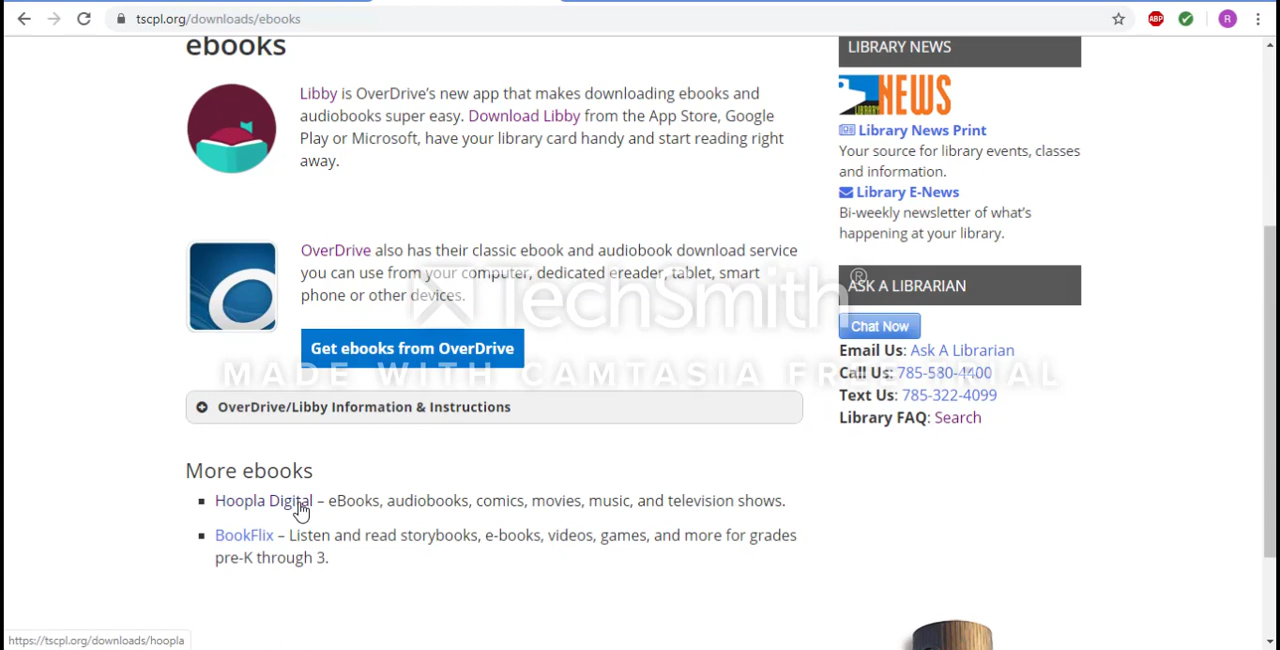 tscpl.org/downloads/ebooks
ABP
R
ebooks
Libby is OverDrive's new app that makes downloading ebooks and
audiobooks super easy. Download Libby from the App Store, Google
Play or Microsoft, have your library card handy and start reading right
away.
OverDrive also has their classic ebook and audiobook download service
you can use from your computer, dedicated ereader, tablet, smart
phone or other devices.
Get ebooks from OverDrive
OverDrive/Libby Information & Instructions
More ebooks
Hoopla Digital – eBooks, audiobooks, comics, movies, music, and television shows.
BookFlix – Listen and read storybooks, e-books, videos, games, and more for grades
pre-K through 3.
LIBRARY NEWS
LIBRARY NEWS
Library News Print
Your source for library events, classes
and information.
Library E-News
Bi-weekly newsletter of what's
happening at your library.
ASK A LIBRARIAN
Chat Now
Email Us: Ask A Librarian
Call Us: 785-580-4400
Text Us: 785-322-4099
Library FAQ: Search
TechSmith®
MADE WITH CAMTASIA FREE TRIAL
https://tscpl.org/downloads/hoopla